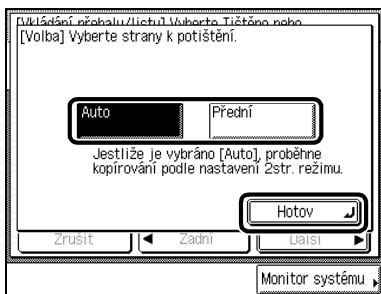 [Vkládání přebalu/listu] Vyberte Tištěno nebo
[Volba] Vyberte strany k potištění.
Auto
Přední
Jestliže je vybráno [Auto], proběhne
kopírování podle nastavení 2str. režimu.
Hotov
Zrušit
Zadní
Další
Monitor systému